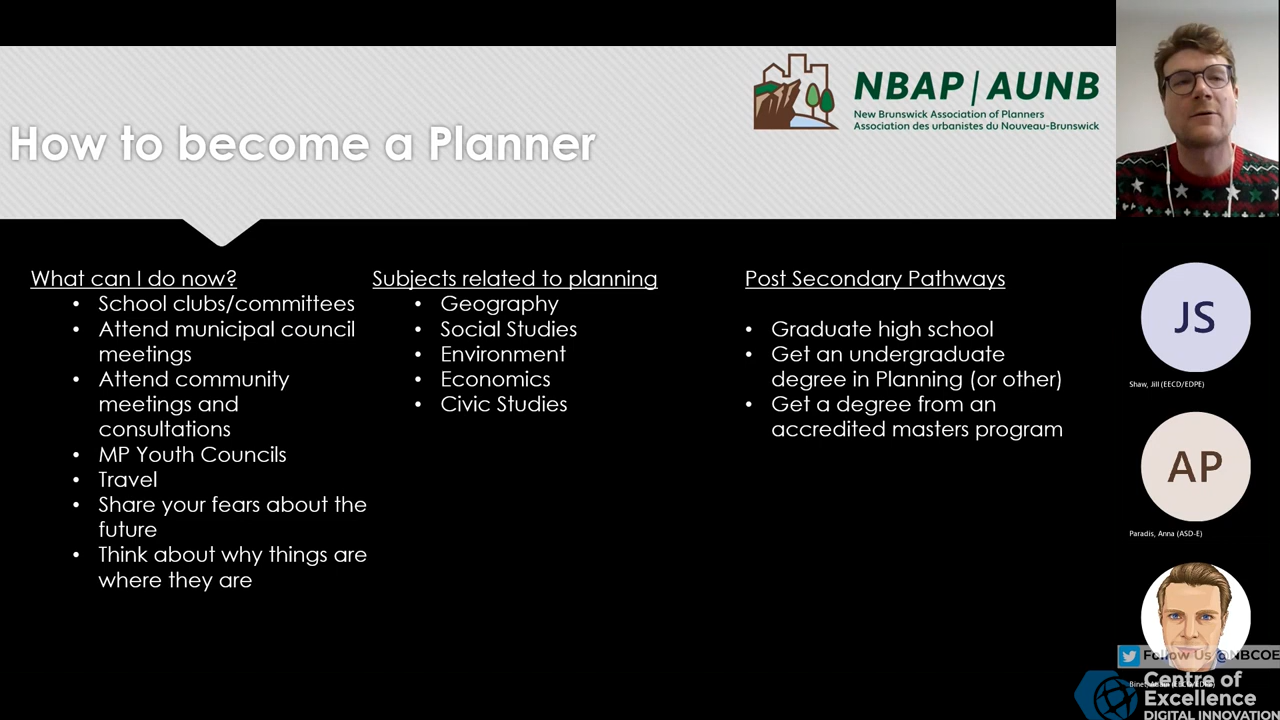 How to become a Planner
NBAP | AUNB
New Brunswick Association of Planners
Association des urbanistes du Nouveau-Brunswick
What can I do now?
• School clubs/committees
• Attend municipal council
meetings
• Attend community
meetings and
consultations
• MP Youth Councils
• Travel
• Share your fears about the
future
• Think about why things are
where they are
Subjects related to planning
• Geography
• Social Studies
• Environment
• Economics
• Civic Studies
Post Secondary Pathways
• Graduate high school
• Get an undergraduate
degree in Planning (or other)
• Get a degree from an
accredited masters program
JS
Shaw, Jill (EECD/EDPE)
AP
Paradis, Anna (ASD-E)
Follow Us @NBCOE
Centre of
Excellence
DIGITAL INNOVATION